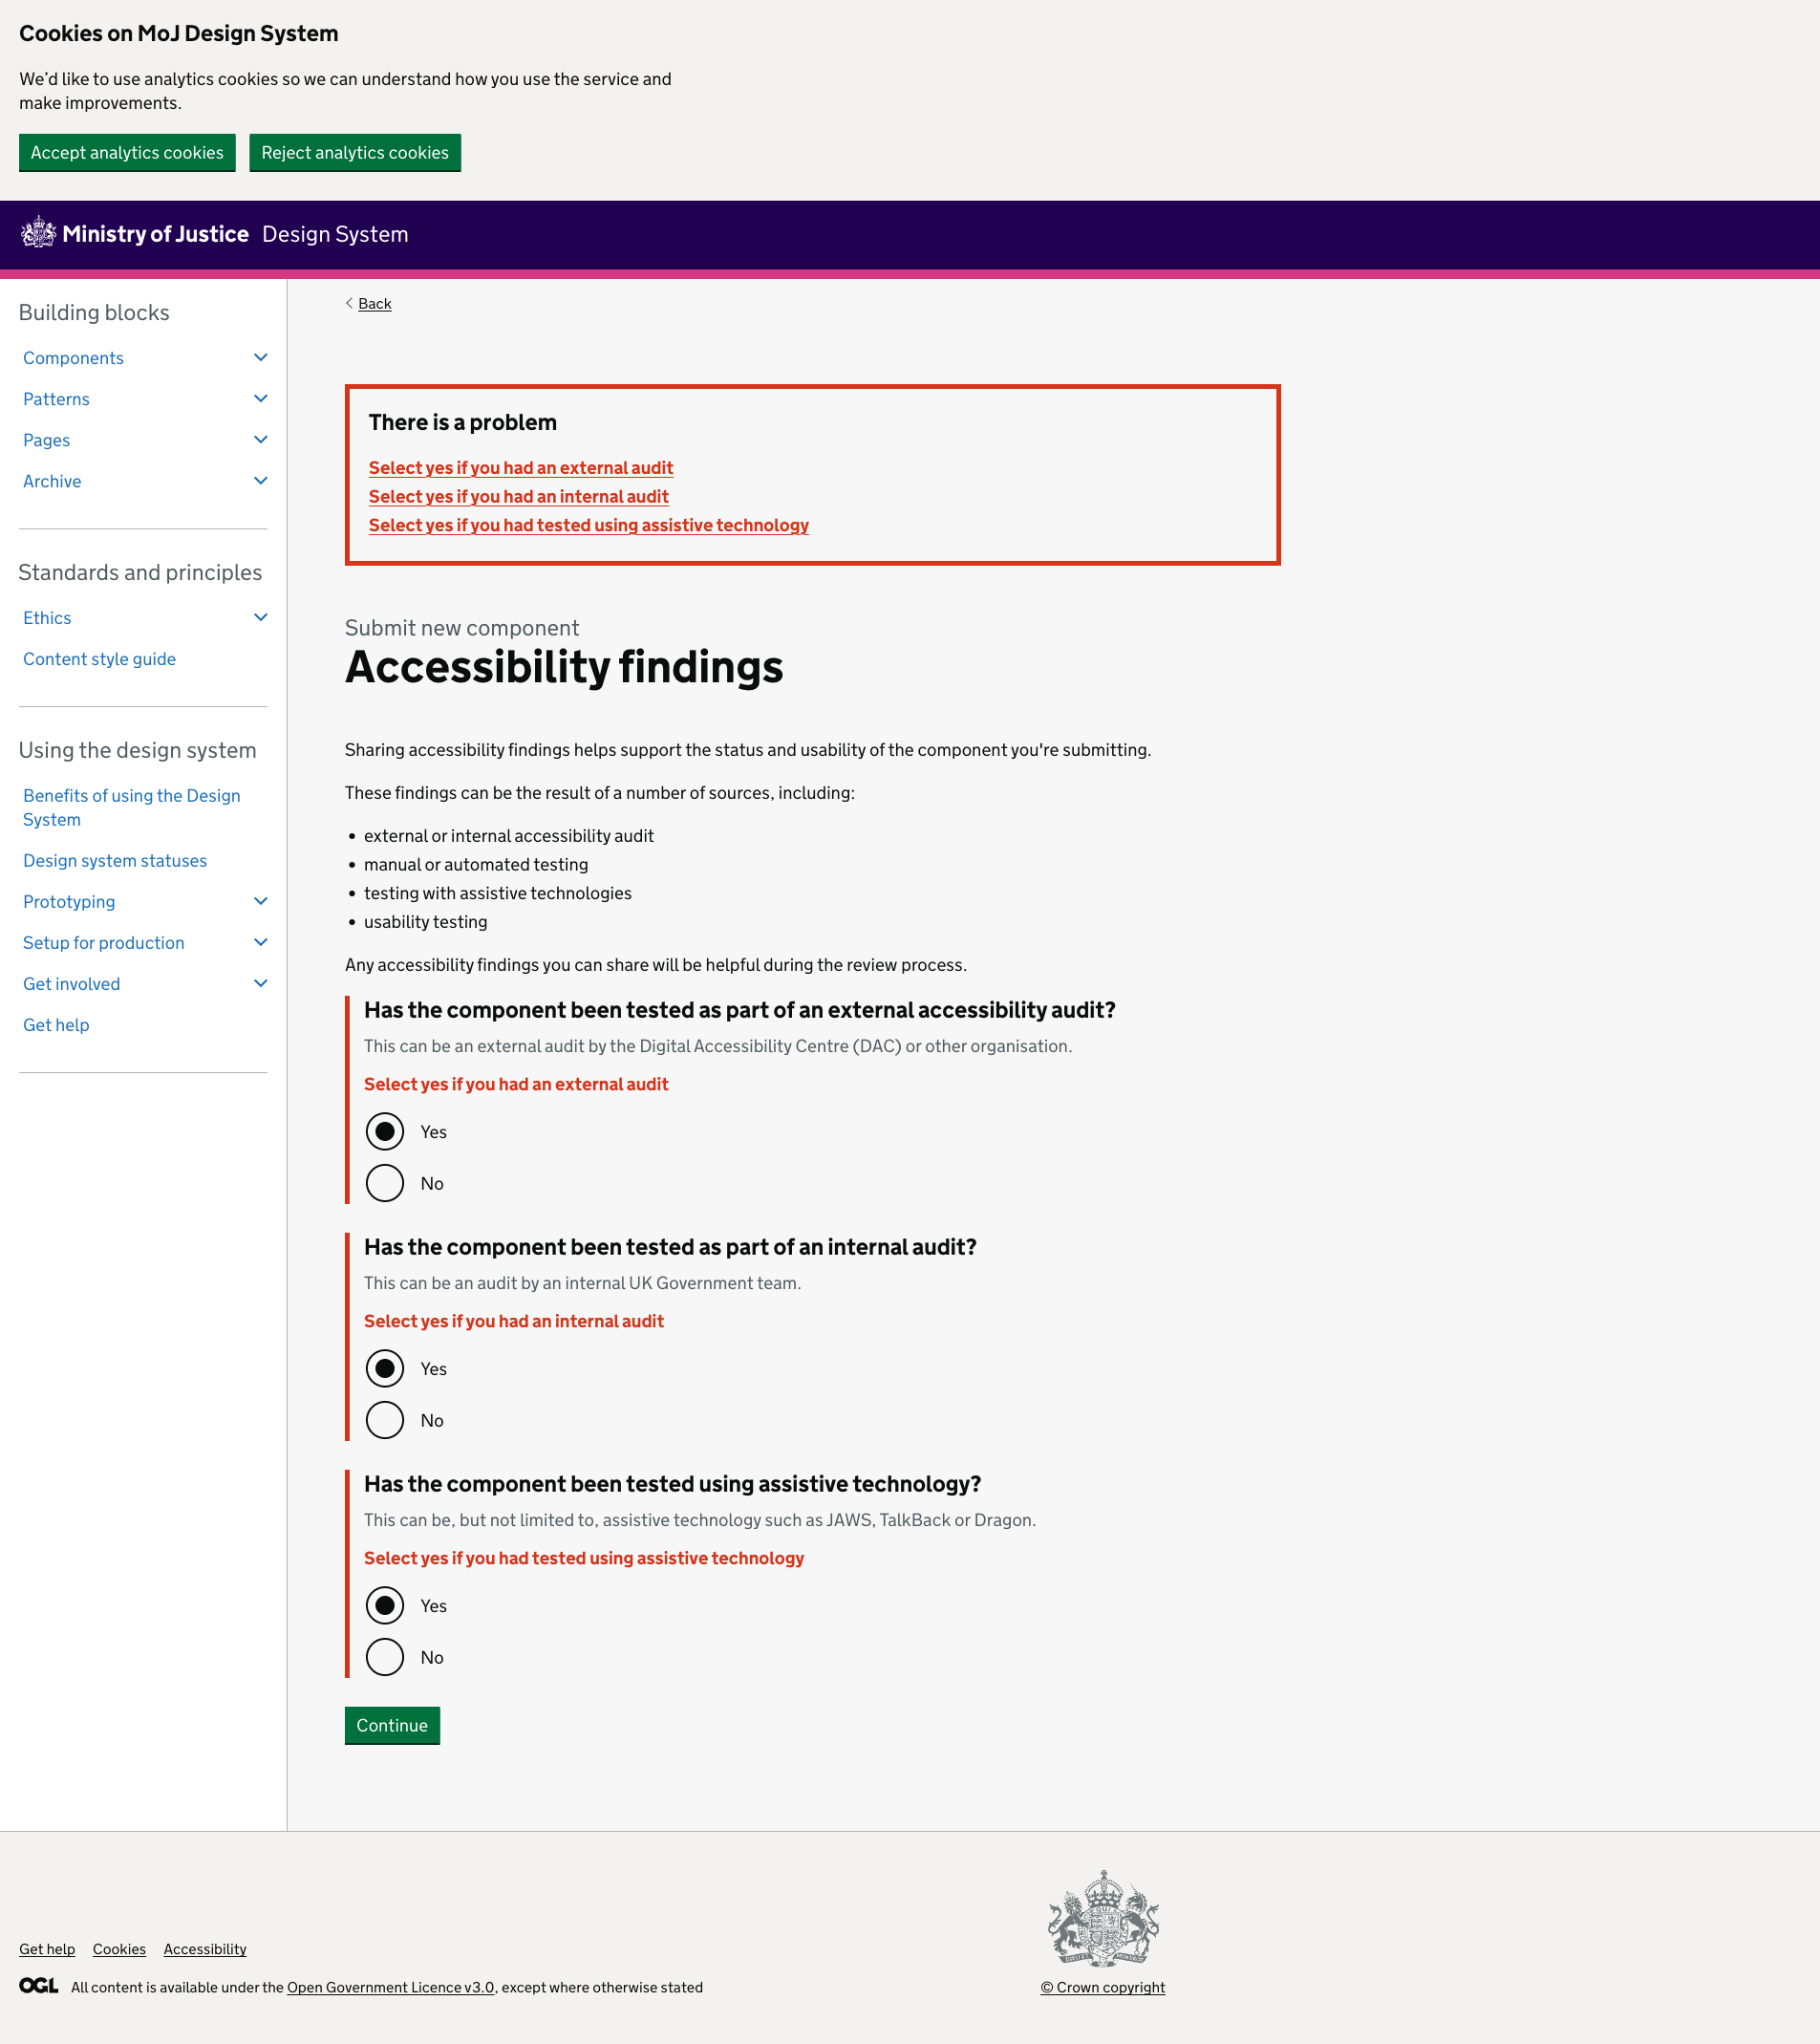 Cookies on MoJ Design System
We’d like to use analytics cookies so we can understand how you use the service and
make improvements.
Accept analytics cookies
Reject analytics cookies
Ministry of Justice Design System
Building blocks
Components
Patterns
Pages
Archive
Standards and principles
Ethics
Content style guide
Using the design system
Benefits of using the Design
System
Design system statuses
Prototyping
Setup for production
Get involved
Get help
Back
There is a problem
Select yes if you had an external audit
Select yes if you had an internal audit
Select yes if you had tested using assistive technology
Submit new component
Accessibility findings
Sharing accessibility findings helps support the status and usability of the component you're submitting.
These findings can be the result of a number of sources, including:
• external or internal accessibility audit
• manual or automated testing
• testing with assistive technologies
• usability testing
Any accessibility findings you can share will be helpful during the review process.
Has the component been tested as part of an external accessibility audit?
This can be an external audit by the Digital Accessibility Centre (DAC) or other organisation.
Select yes if you had an external audit
Yes
No
Has the component been tested as part of an internal audit?
This can be an audit by an internal UK Government team.
Select yes if you had an internal audit
Yes
No
Has the component been tested using assistive technology?
This can be, but not limited to, assistive technology such as JAWS, TalkBack or Dragon.
Select yes if you had tested using assistive technology
Yes
No
Continue
Get help
Cookies
Accessibility
OGL All content is available under the Open Government Licence v3.0, except where otherwise stated
© Crown copyright